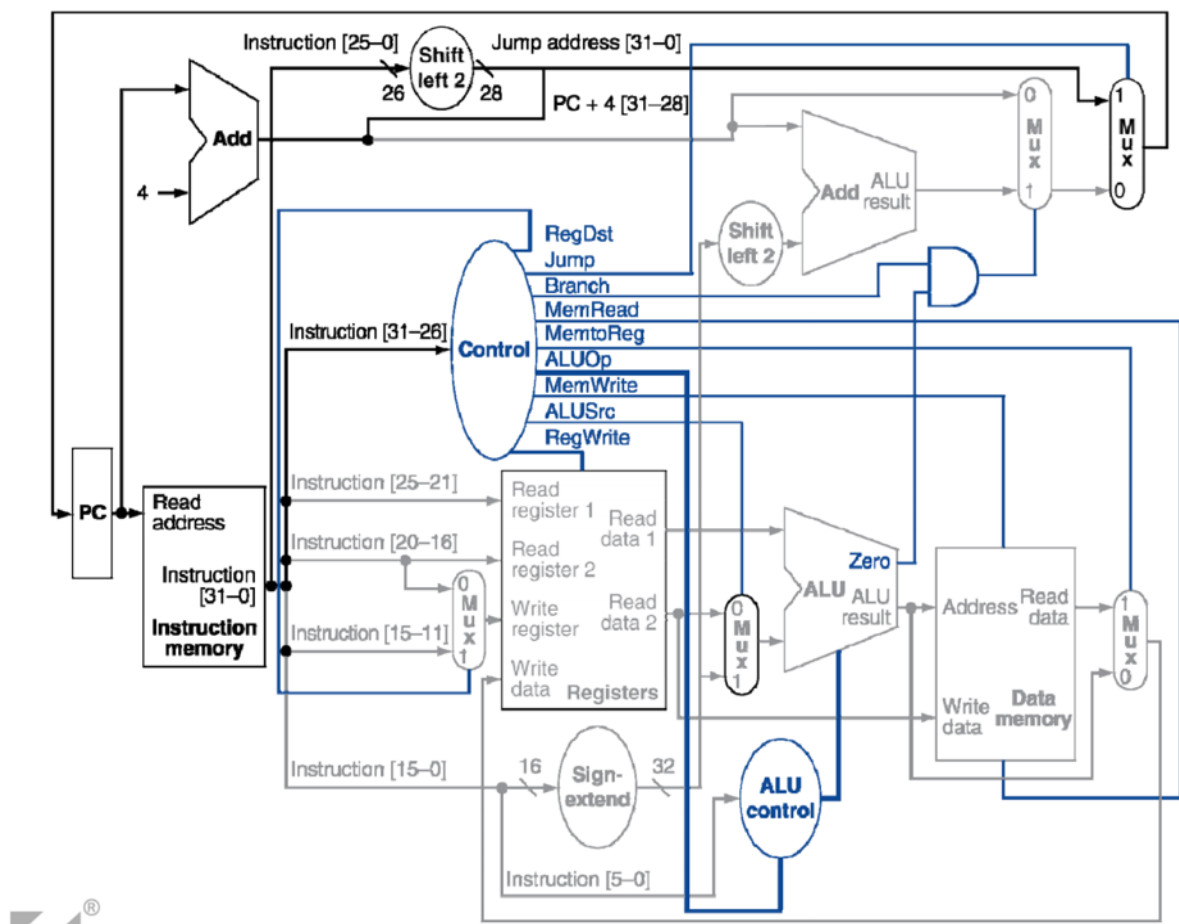 Instruction [25–0]
Shift
left 2
Jump address [31–0]
26
28
PC + 4 [31–28]
Add
4
0
M
u
x
1
1
M
u
x
0
Add
ALU
result
Shift
left 2
RegDst
Jump
Branch
MemRead
MemtoReg
ALUOp
MemWrite
ALUSrc
RegWrite
Instruction [31–26]
Control
PC
Read
address
Instruction
[31–0]
Instruction
memory
Instruction [25–21]
Instruction [20–16]
Instruction [15–11]
0
M
u
x
1
Read
register 1
Read
register 2
Write
register
Write
data
Read
data 1
Read
data 2
Registers
0
M
u
x
1
Zero
ALU
ALU
result
Address
Read
data
Write
data
Data
memory
1
M
u
x
0
Instruction [15–0]
16
Sign-
extend
32
ALU
control
Instruction [5–0]
®